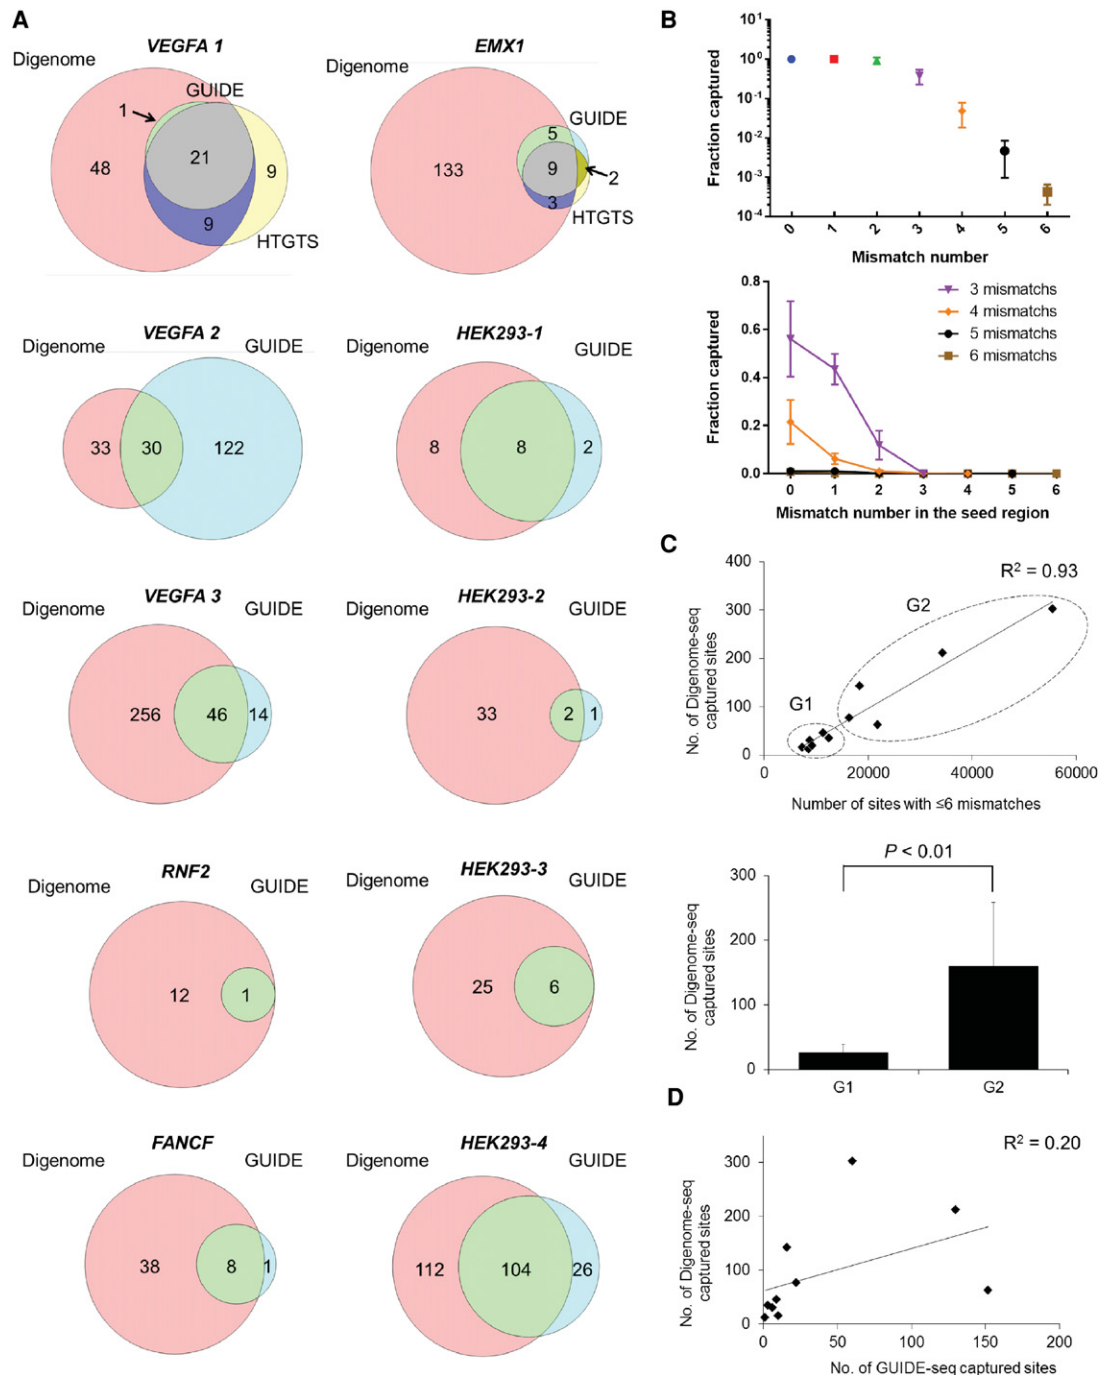 A
VEGFA 1
Digenome
GUIDE
1
48
21
9
9
HTGTS
EMX1
Digenome
GUIDE
5
133
9
2
3
HTGTS
VEGFA 2
Digenome
GUIDE
33
30
122
HEK293-1
Digenome
GUIDE
8
8
2
VEGFA 3
Digenome
GUIDE
256
46
14
HEK293-2
Digenome
GUIDE
33
2
1
RNF2
Digenome
GUIDE
12
1
HEK293-3
Digenome
GUIDE
25
6
FANCF
Digenome
GUIDE
38
8
1
HEK293-4
Digenome
GUIDE
112
104
26
B
Fraction captured
10^1
10^0
10^-1
10^-2
10^-3
10^-4
0 1 2 3 4 5 6
Mismatch number
Fraction captured
0.8
0.6
0.4
0.2
0.0
3 mismatchs
4 mismatchs
5 mismatchs
6 mismatchs
0 1 2 3 4 5 6
Mismatch number in the seed region
C
No. of Digenome-seq
captured sites
400
300
200
100
0
R² = 0.93
G2
G1
0 20000 40000 60000
Number of sites with ≤6 mismatches
P < 0.01
No. of Digenome-seq
captured sites
300
200
100
0
G1 G2
D
R² = 0.20
No. of Digenome-seq
captured sites
300
200
100
0
0 50 100 150 200
No. of GUIDE-seq captured sites